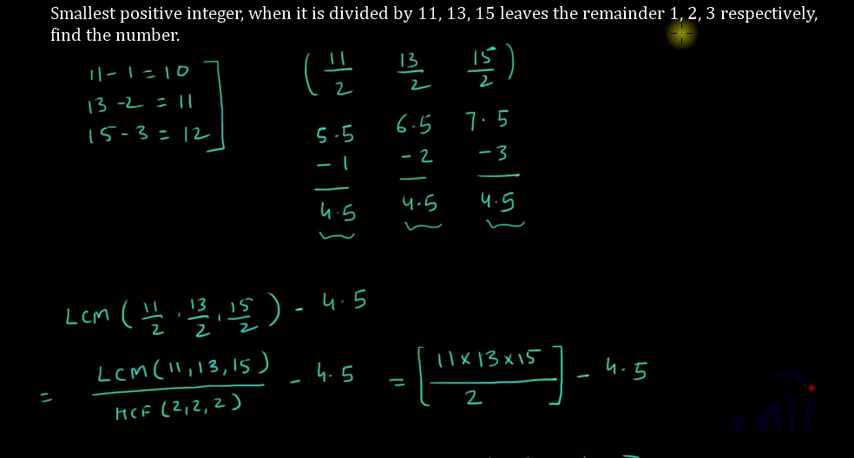 Smallest positive integer, when it is divided by 11, 13, 15 leaves the remainder 1, 2, 3 respectively,
find the number.
11 - 1 = 10
13 - 2 = 11
15 - 3 = 12
( 11/2 13/2 15/2 )
5.5 6.5 7.5
- 1 - 2 - 3
4.5 4.5 4.5
LCM ( 11/2 , 13/2 , 15/2 ) - 4.5
= LCM(11,13,15) / HCF(2,2,2) - 4.5 = [ 11 x 13 x 15 / 2 ] - 4.5